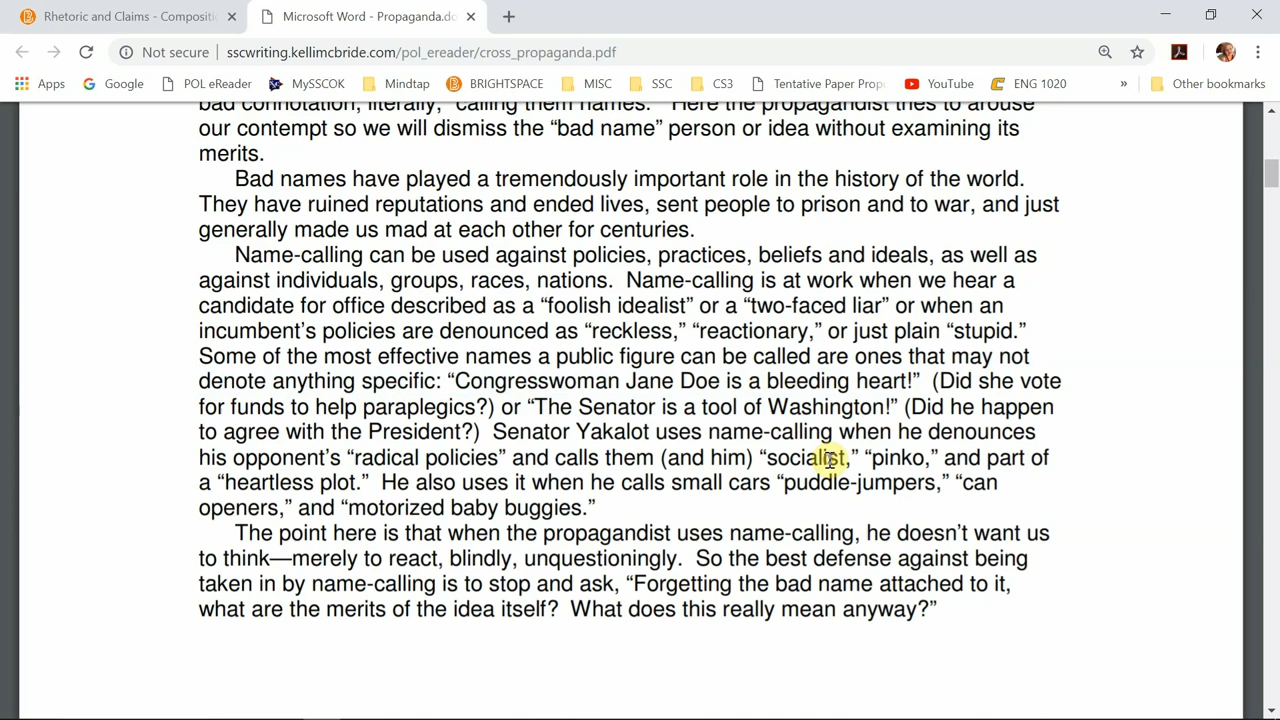 Rhetoric and Claims - Compositi
Microsoft Word - Propaganda.do
Not secure | sscwriting.kellimcbride.com/pol_ereader/cross_propaganda.pdf
Apps Google POL eReader MySSCOK Mindtap BRIGHTSPACE MISC SSC CS3 Tentative Paper Prop YouTube ENG 1020 » Other bookmarks
bad connotation, literally, "calling them names." Here the propagandist tries to arouse
our contempt so we will dismiss the “bad name” person or idea without examining its
merits.
Bad names have played a tremendously important role in the history of the world.
They have ruined reputations and ended lives, sent people to prison and to war, and just
generally made us mad at each other for centuries.
Name-calling can be used against policies, practices, beliefs and ideals, as well as
against individuals, groups, races, nations. Name-calling is at work when we hear a
candidate for office described as a “foolish idealist” or a “two-faced liar” or when an
incumbent’s policies are denounced as “reckless,” “reactionary,” or just plain “stupid.”
Some of the most effective names a public figure can be called are ones that may not
denote anything specific: “Congresswoman Jane Doe is a bleeding heart!” (Did she vote
for funds to help paraplegics?) or “The Senator is a tool of Washington!” (Did he happen
to agree with the President?) Senator Yakalot uses name-calling when he denounces
his opponent’s “radical policies” and calls them (and him) “socialist,” “pinko,” and part of
a “heartless plot.” He also uses it when he calls small cars “puddle-jumpers,” “can
openers,” and “motorized baby buggies.”
The point here is that when the propagandist uses name-calling, he doesn’t want us
to think—merely to react, blindly, unquestioningly. So the best defense against being
taken in by name-calling is to stop and ask, “Forgetting the bad name attached to it,
what are the merits of the idea itself? What does this really mean anyway?”